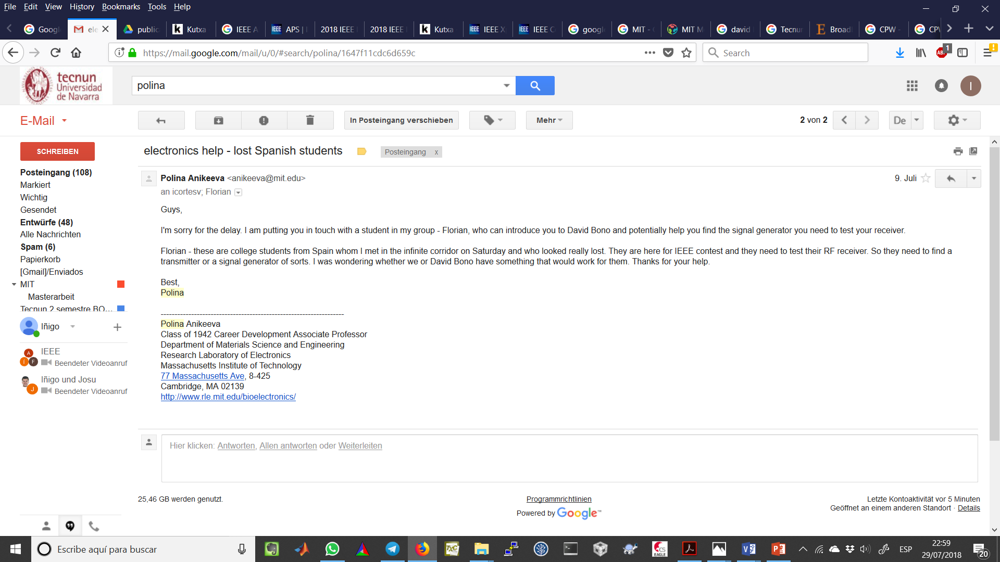 File Edit View History Bookmarks Tools Help
Googl
ele
public
Kutxa
IEEE A
APS | I
2018 IEEE
2018 IEEE
Kutxa
IEEE X
IEEE C
googl
MIT - C
MIT M
david
Tecnur
Broad
CPW -
CPV
https://mail.google.com/mail/u/0/#search/polina/1647f11cdc6d659c
Search
ABP
1
tecnun
Universidad
de Navarra
polina
I
E-Mail
In Posteingang verschieben
Mehr
2 von 2
De
SCHREIBEN
electronics help - lost Spanish students
Posteingang x
Posteingang (108)
Markiert
Wichtig
Gesendet
Entwürfe (48)
Alle Nachrichten
Spam (6)
Papierkorb
[Gmail]/Enviados
MIT
Masterarbeit
Tecnun 2 semestre BO...
Iñigo
A
I
F
IEEE
Beendeter Videoanruf
J
Iñigo und Josu
Beendeter Videoanruf
Polina Anikeeva <anikeeva@mit.edu>
9. Juli
an icortesv; Florian
Guys,
I'm sorry for the delay. I am putting you in touch with a student in my group - Florian, who can introduce you to David Bono and potentially help you find the signal generator you need to test your receiver.
Florian - these are college students from Spain whom I met in the infinite corridor on Saturday and who looked really lost. They are here for IEEE contest and they need to test their RF receiver. So they need to find a
transmitter or a signal generator of sorts. I was wondering whether we or David Bono have something that would work for them. Thanks for your help.
Best,
Polina
-------------------------------------------------------------------
Polina Anikeeva
Class of 1942 Career Development Associate Professor
Department of Materials Science and Engineering
Research Laboratory of Electronics
Massachusetts Institute of Technology
77 Massachusetts Ave, 8-425
Cambridge, MA 02139
http://www.rle.mit.edu/bioelectronics/
Hier klicken: Antworten, Allen antworten oder Weiterleiten
25,46 GB werden genutzt.
Programmrichtlinien
Powered by Google™
Letzte Kontoaktivität vor 5 Minuten
Geöffnet an einem anderen Standort · Details
Escribe aquí para buscar
TXC
CS
EAGLE
ESP
22:59
29/07/2018
20